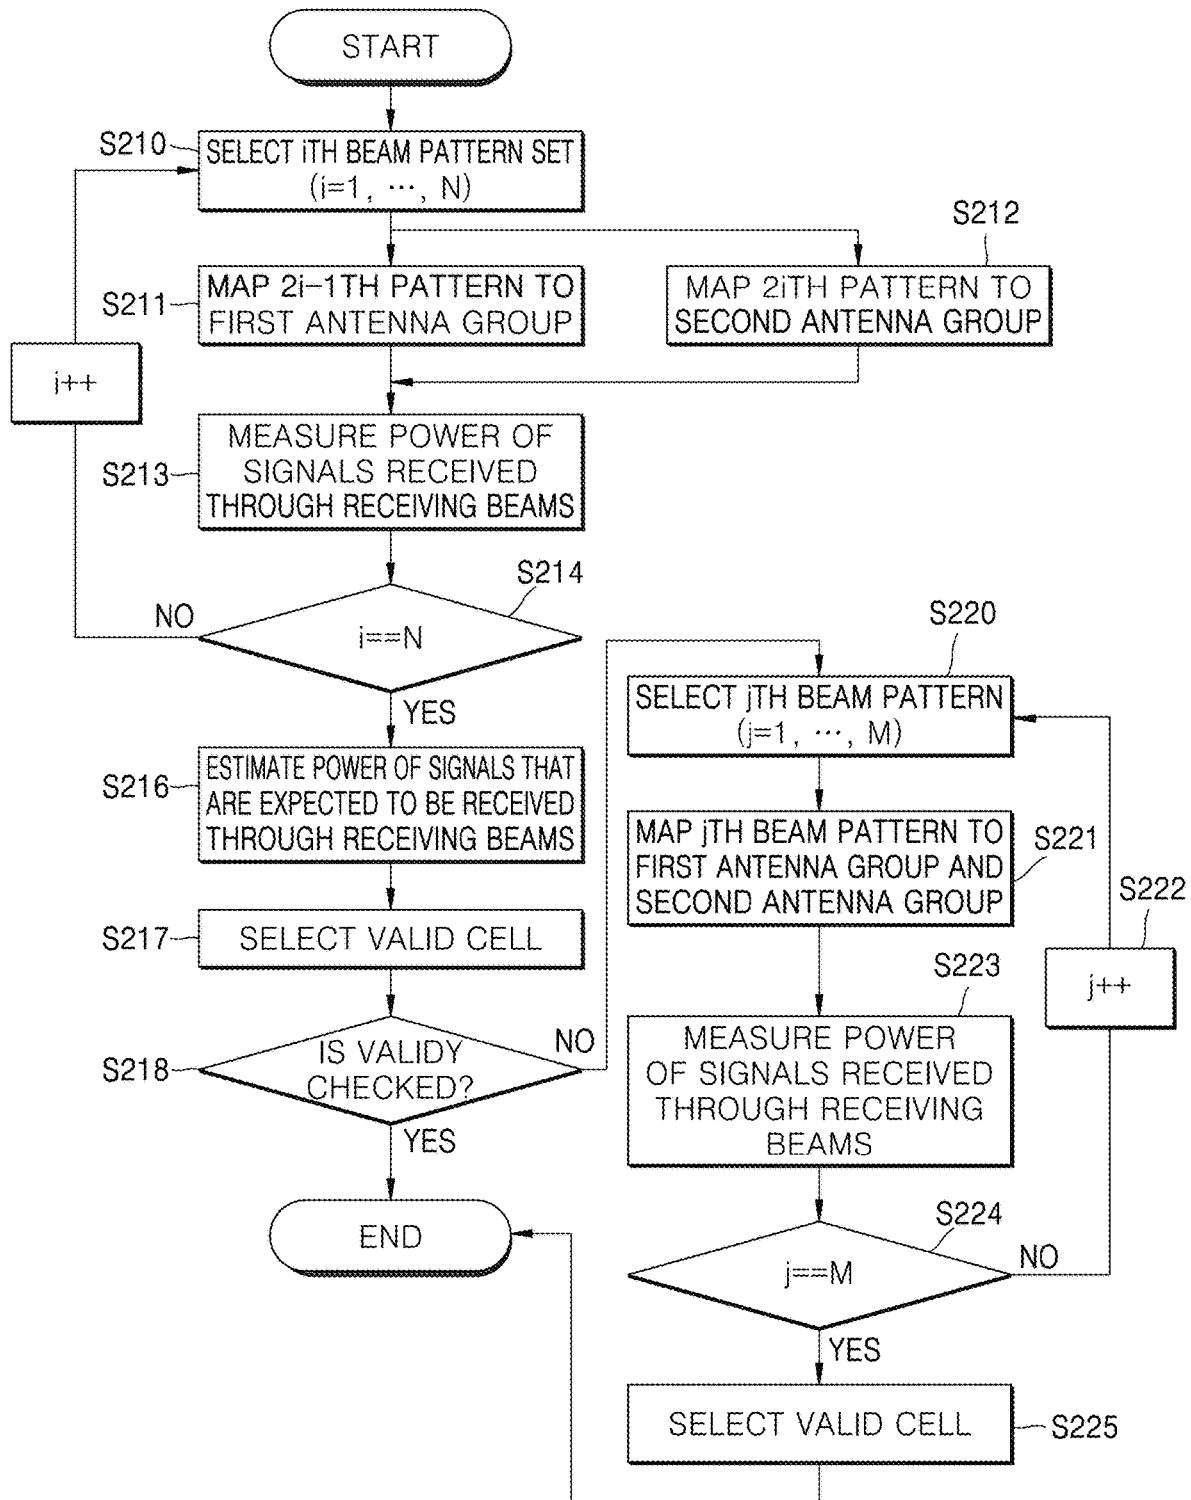 START
S210
SELECT iTH BEAM PATTERN SET
(i=1, ⋯, N)
S212
S211
MAP 2i-1TH PATTERN TO
FIRST ANTENNA GROUP
MAP 2iTH PATTERN TO
SECOND ANTENNA GROUP
j++
S213
MEASURE POWER OF
SIGNALS RECEIVED
THROUGH RECEIVING BEAMS
S214
NO
i==N
YES
S216
ESTIMATE POWER OF SIGNALS THAT
ARE EXPECTED TO BE RECEIVED
THROUGH RECEIVING BEAMS
S217
SELECT VALID CELL
S218
IS VALIDY
CHECKED?
NO
YES
END
S220
SELECT jTH BEAM PATTERN
(j=1, ⋯, M)
MAP jTH BEAM PATTERN TO
FIRST ANTENNA GROUP AND
SECOND ANTENNA GROUP
S221
S222
j++
S223
MEASURE POWER
OF SIGNALS RECEIVED
THROUGH RECEIVING
BEAMS
S224
j==M
NO
YES
SELECT VALID CELL
S225